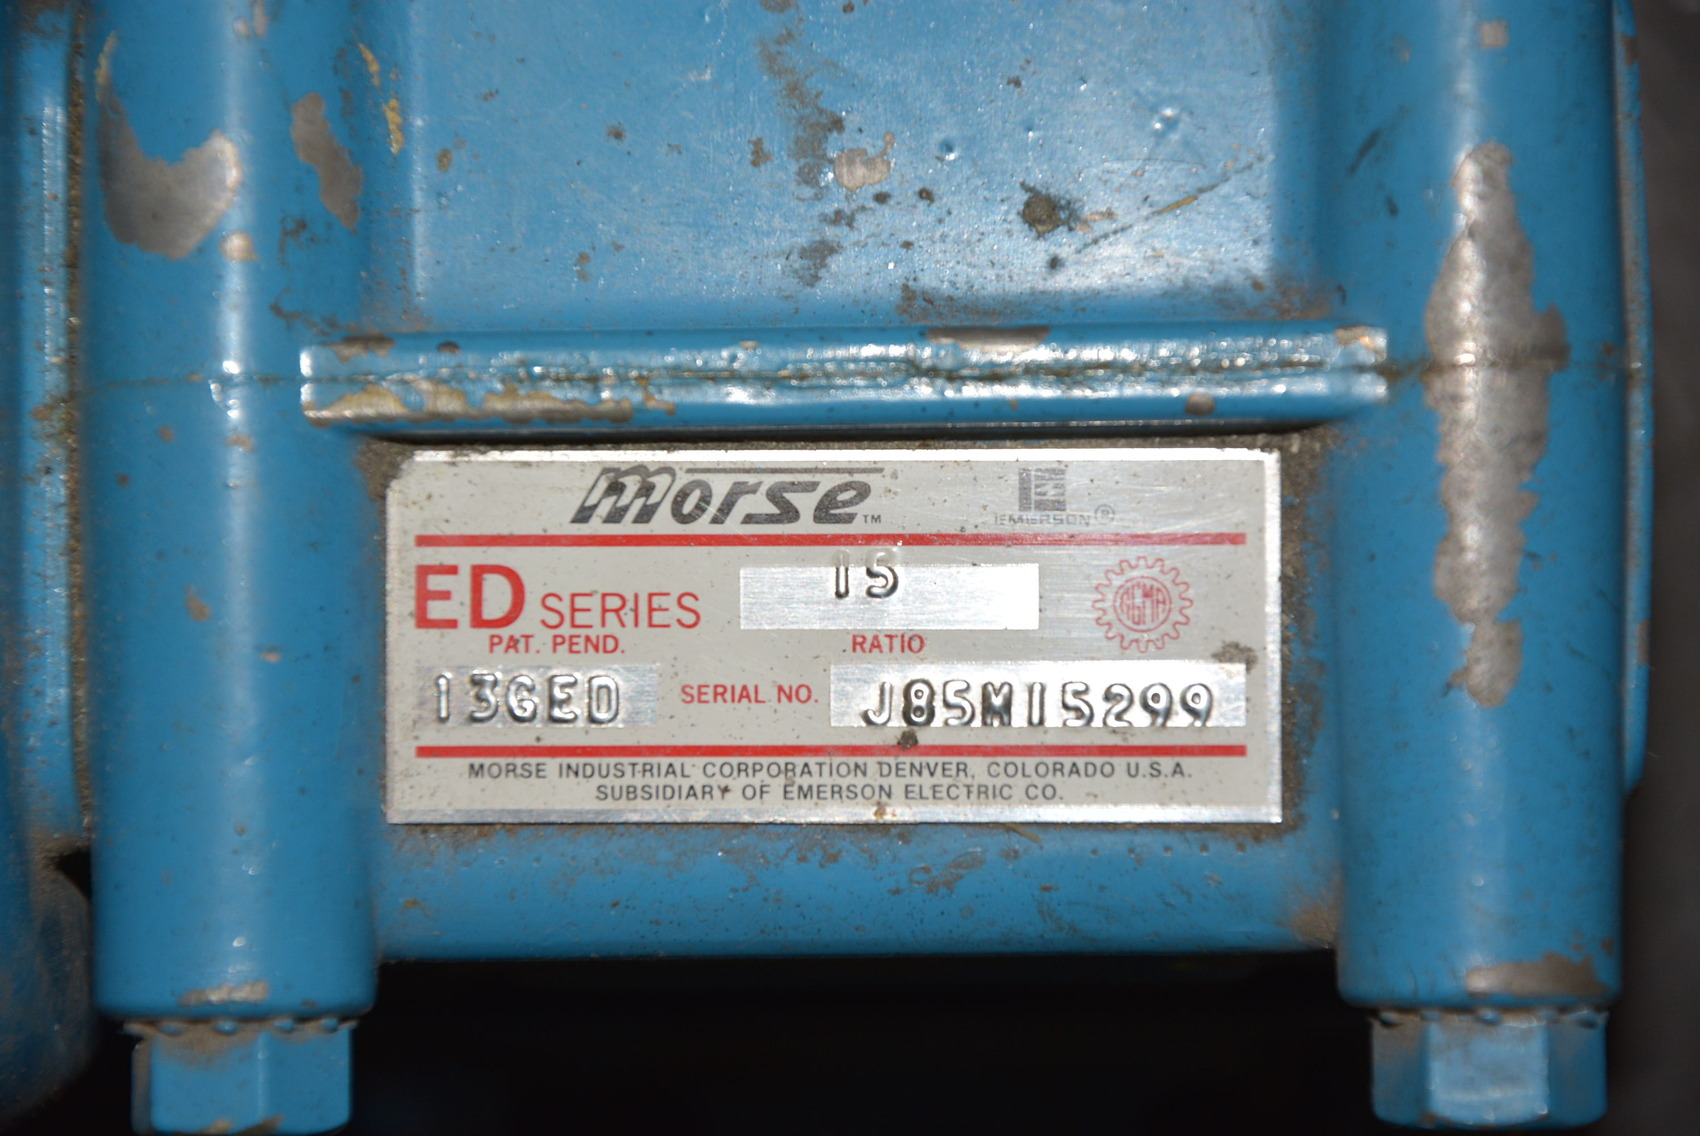 morse™
EMERSON®
15
ED SERIES
AGMA
PAT. PEND.
RATIO
13GED
SERIAL NO.
J85M15299
MORSE INDUSTRIAL CORPORATION DENVER, COLORADO U.S.A.
SUBSIDIARY OF EMERSON ELECTRIC CO.